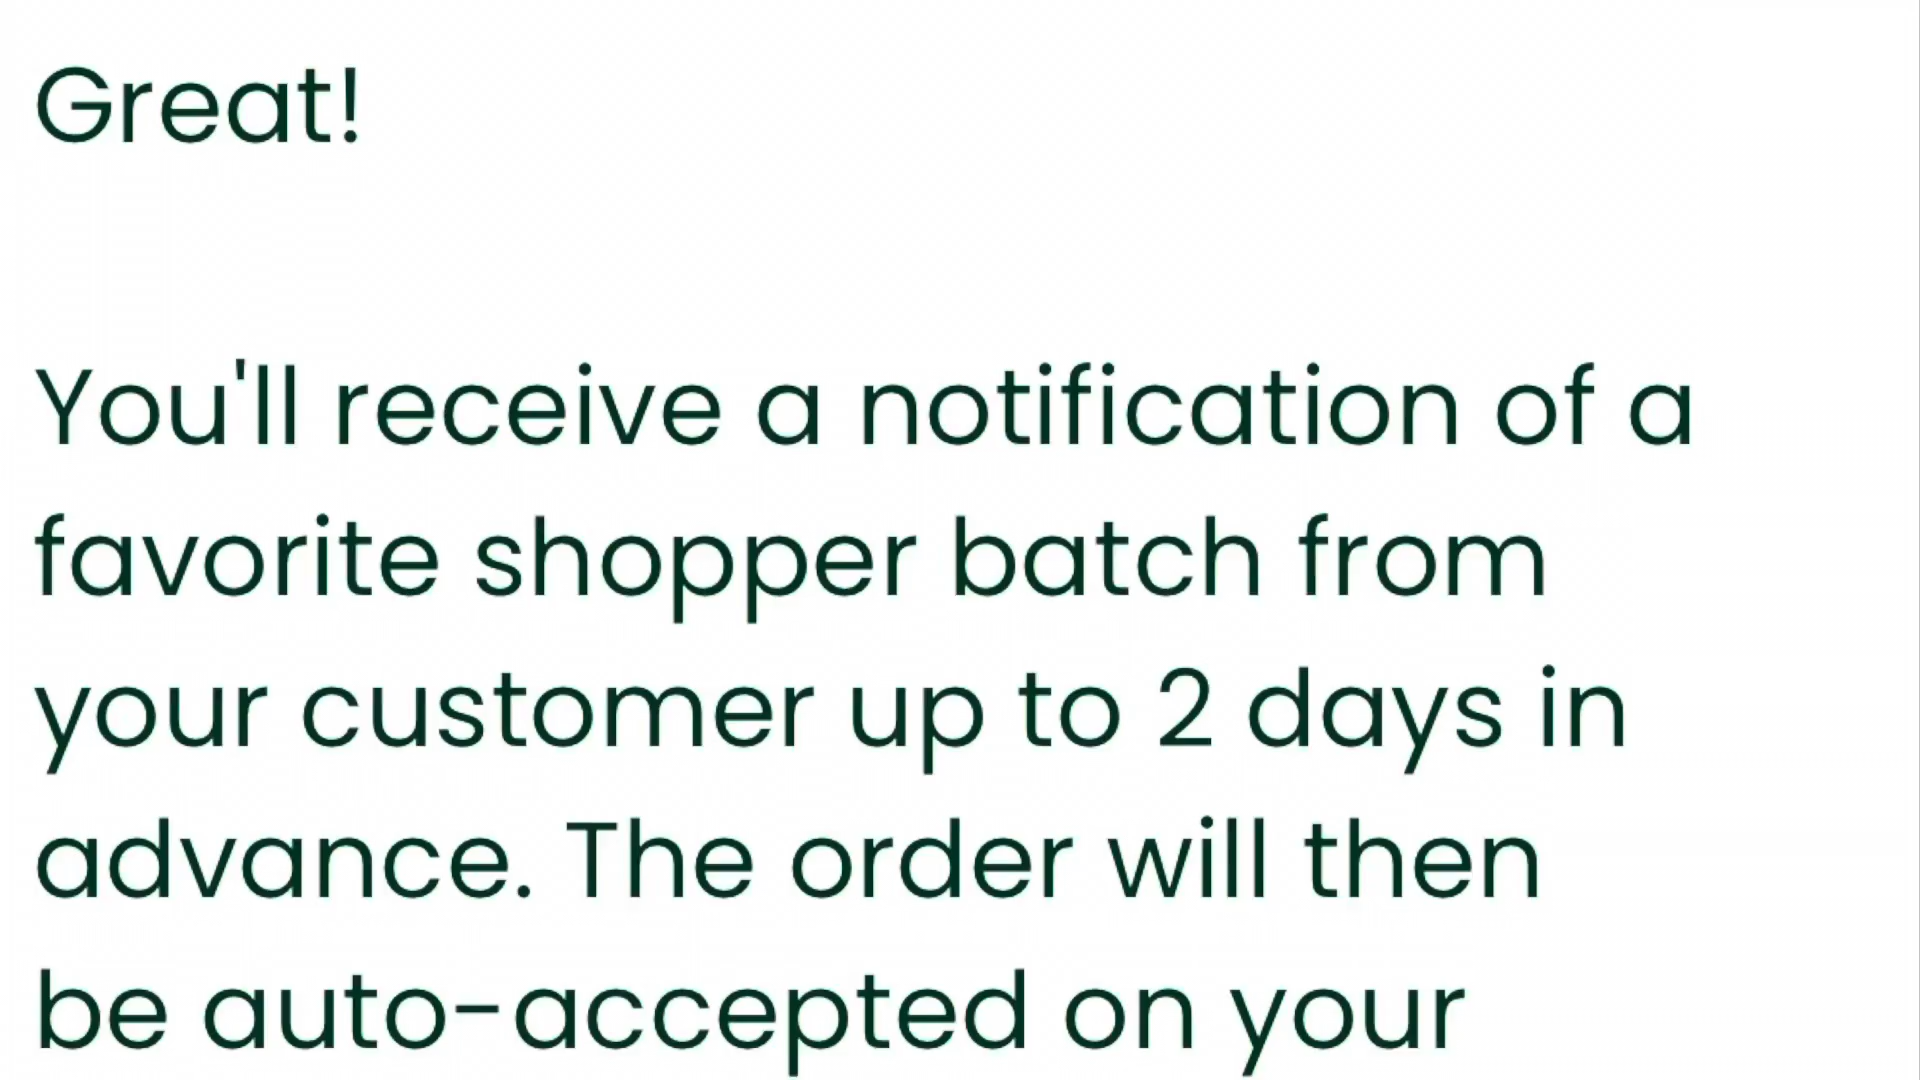 Great!
You'll receive a notification of a
favorite shopper batch from
your customer up to 2 days in
advance. The order will then
be auto-accepted on your